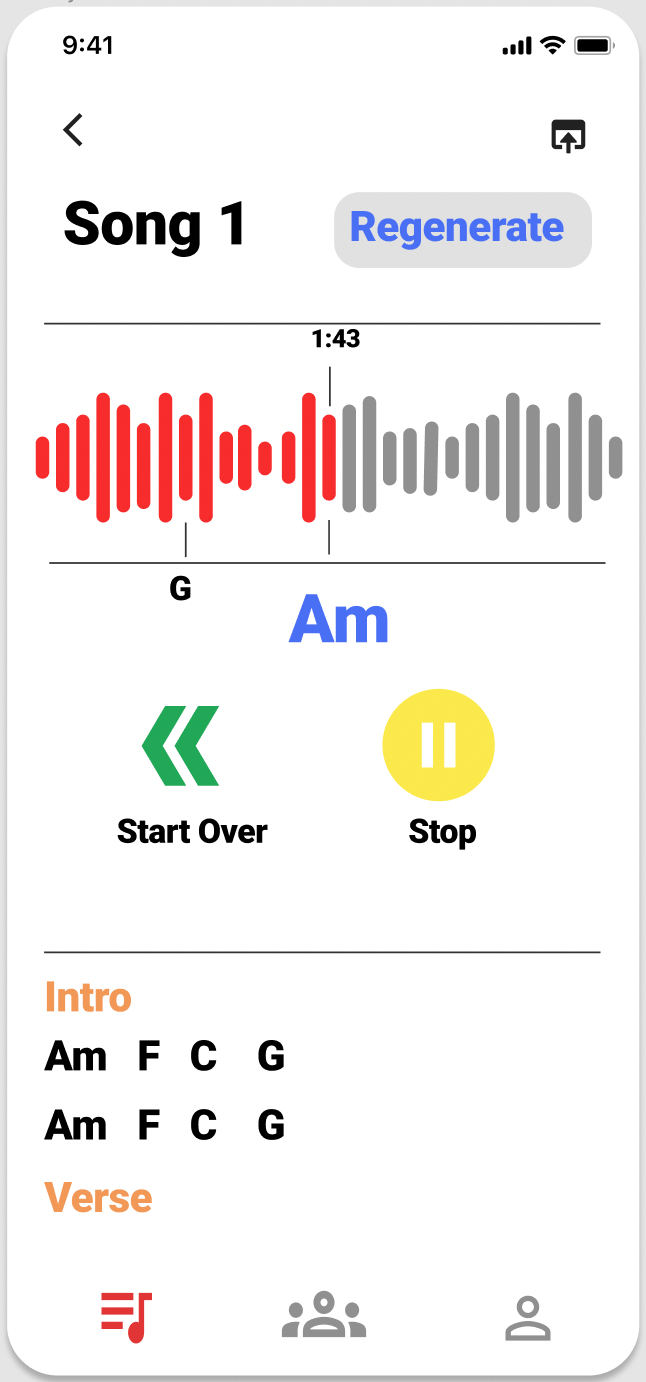 9:41
Song 1
Regenerate
1:43
G
Am
Start Over
Stop
Intro
Am F C G
Am F C G
Verse